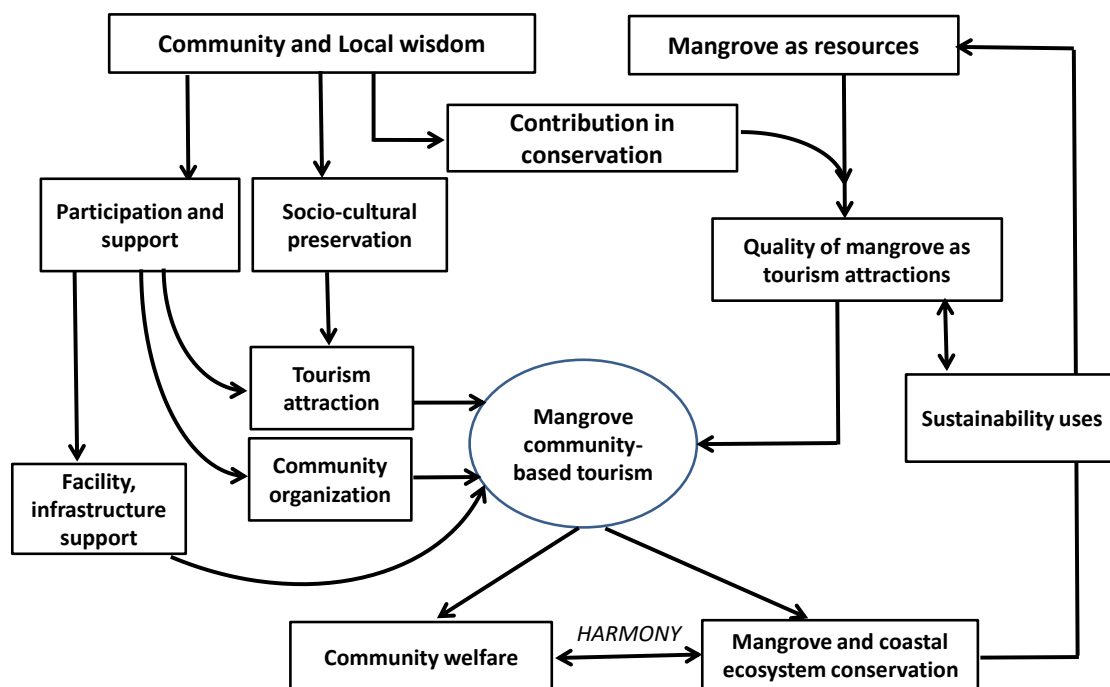 Community and Local wisdom
Mangrove as resources
Contribution in
conservation
Participation and
support
Socio-cultural
preservation
Quality of mangrove as
tourism attractions
Tourism
attraction
Mangrove
community-
based tourism
Sustainability uses
Community
organization
Facility,
infrastructure
support
Community welfare
HARMONY
Mangrove and coastal
ecosystem conservation